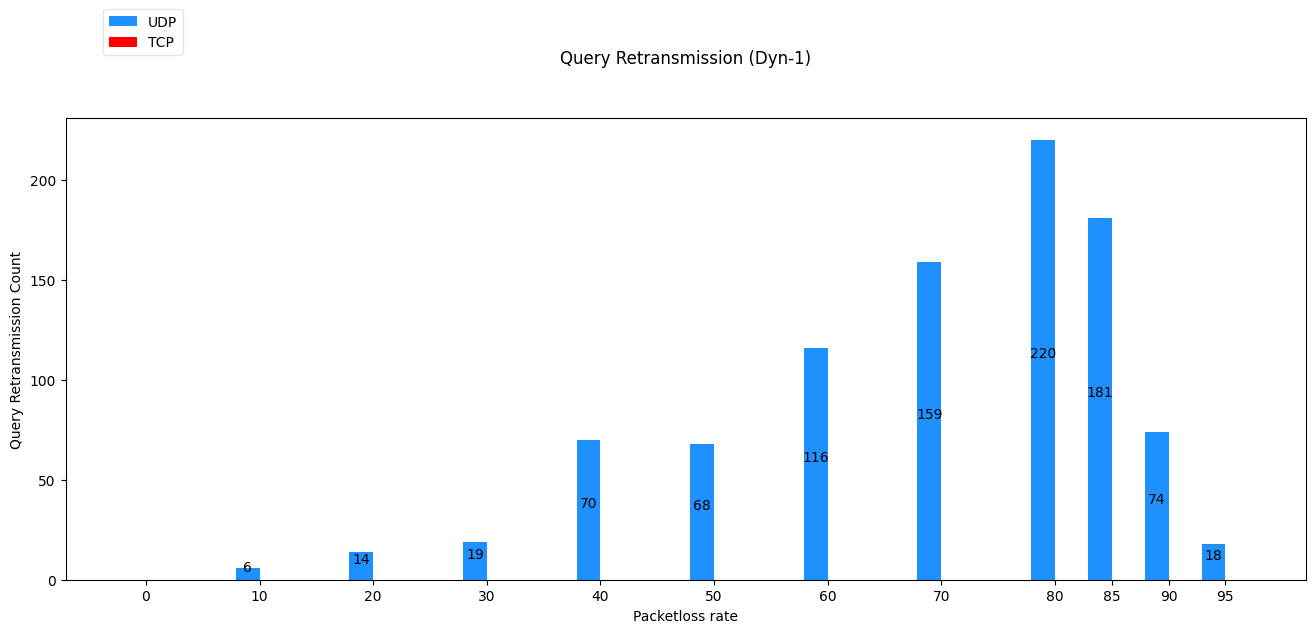 UDP
TCP
Query Retransmission (Dyn-1)
Query Retransmission Count
200
150
100
50
0
6
14
19
70
68
116
159
220
181
74
18
0 10 20 30 40 50 60 70 80 85 90 95
Packetloss rate